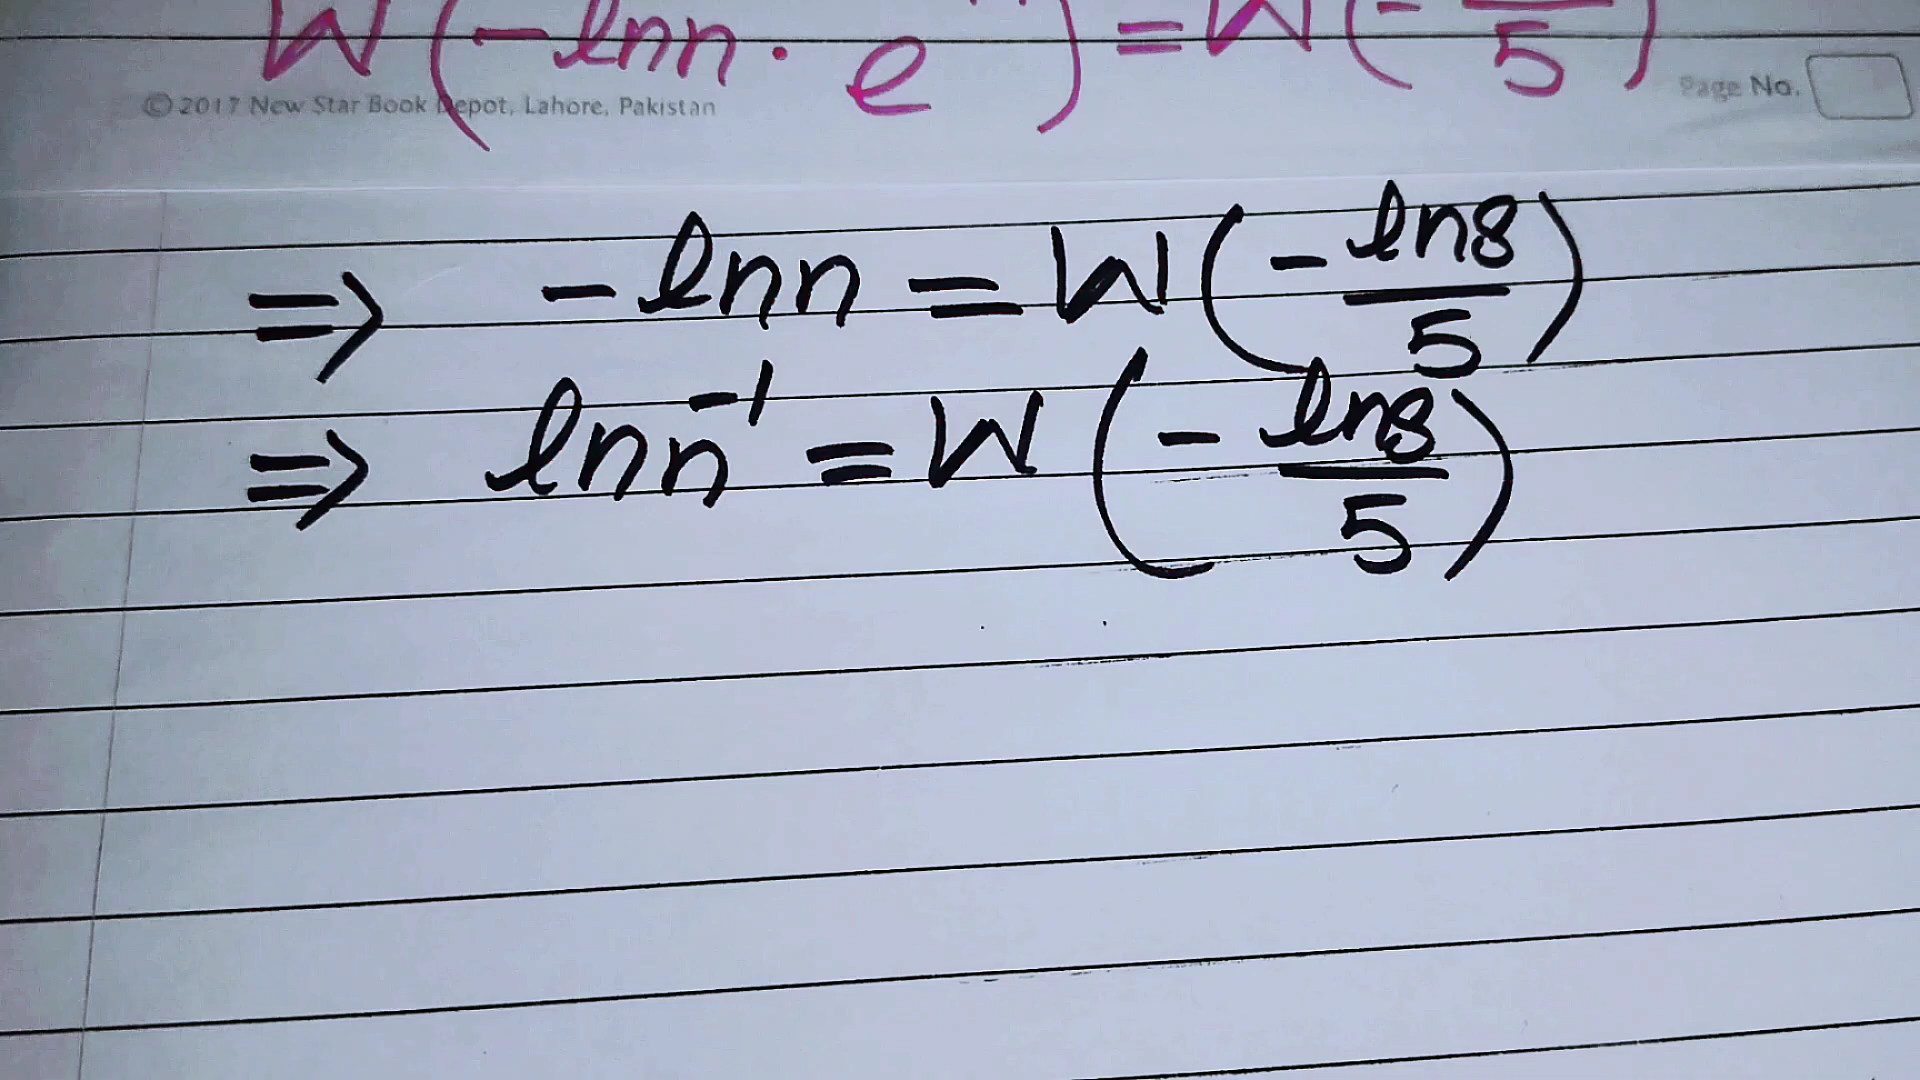 W(-lnn · e ) = W(- /5)
© 2017 New Star Book Depot, Lahore, Pakistan Page No.
⇒ -lnn = W(-ln8/5)
⇒ lnn⁻¹ = W(-ln8/5)